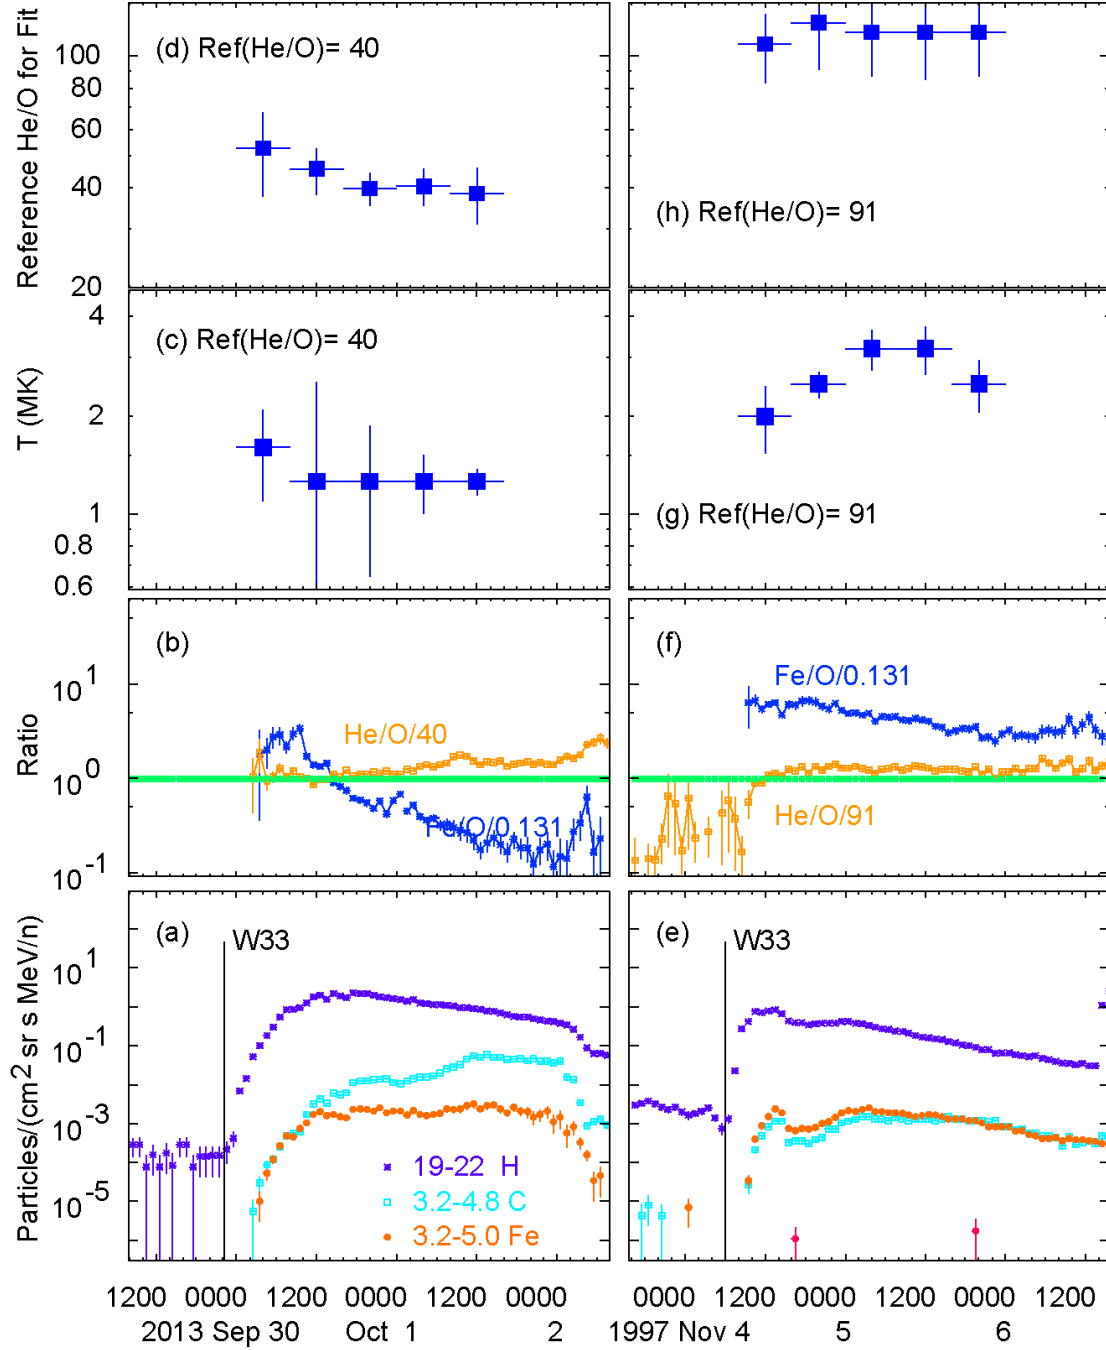 Reference He/O for Fit
100
80
60
40
20
(d) Ref(He/O)= 40
(h) Ref(He/O)= 91
T (MK)
4
2
1
0.8
0.6
(c) Ref(He/O)= 40
(g) Ref(He/O)= 91
Ratio
10^1
10^0
10^-1
(b)
He/O/40
Fe/O/0.131
(f)
Fe/O/0.131
He/O/91
Particles/(cm2 sr s MeV/n)
10^1
10^-1
10^-3
10^-5
(a)
W33
19-22 H
3.2-4.8 C
3.2-5.0 Fe
(e)
W33
1200 0000 1200 0000 1200 0000
2013 Sep 30 Oct 1 2
0000 1200 0000 1200 0000 1200
1997 Nov 4 5 6